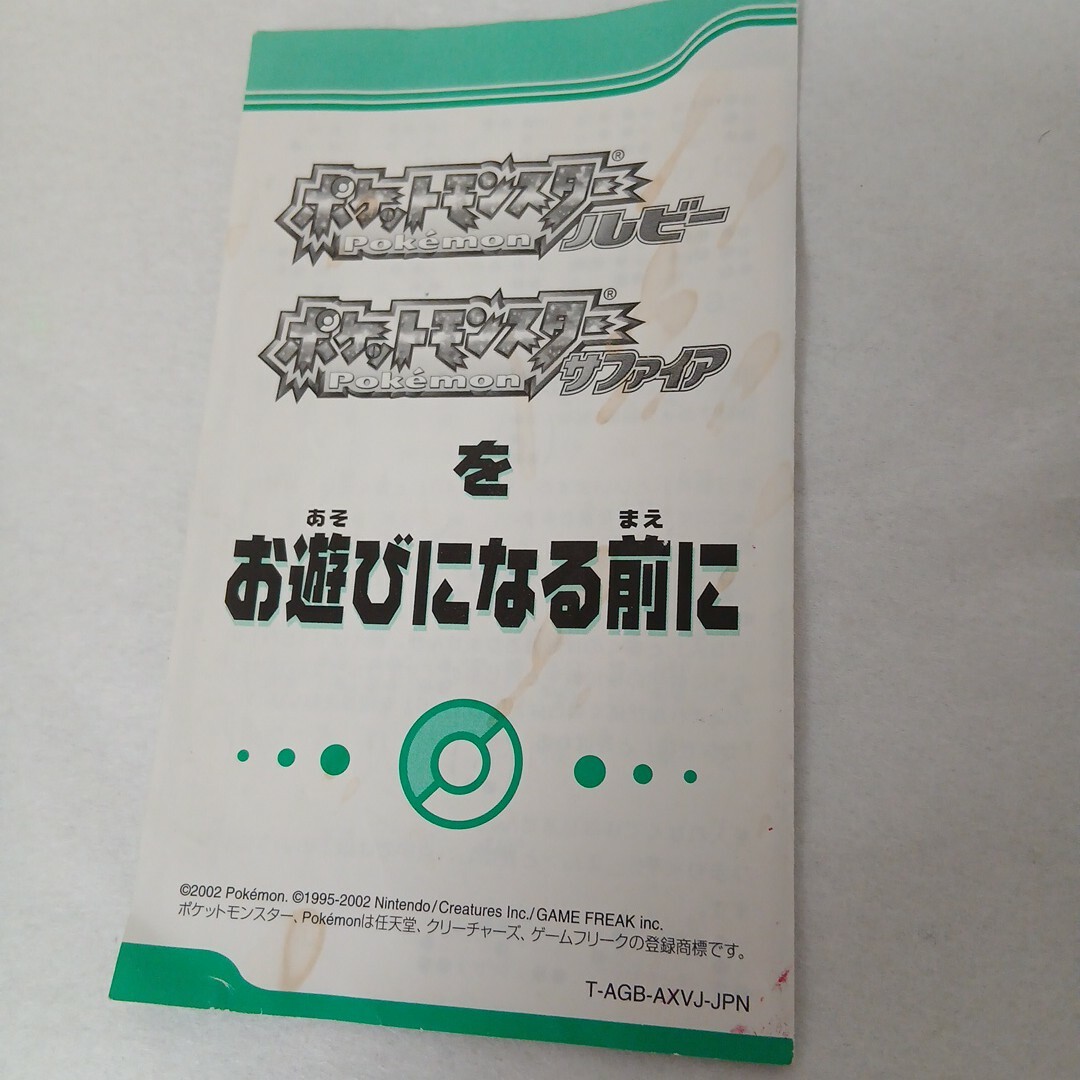 ポケットモンスター®
Pokémon ルビー
ポケットモンスター®
Pokémon サファイア
を
あそ まえ
お遊びになる前に
©2002 Pokémon. ©1995-2002 Nintendo/Creatures Inc./GAME FREAK inc.
ポケットモンスター、Pokémonは任天堂、クリーチャーズ、ゲームフリークの登録商標です。
T-AGB-AXVJ-JPN